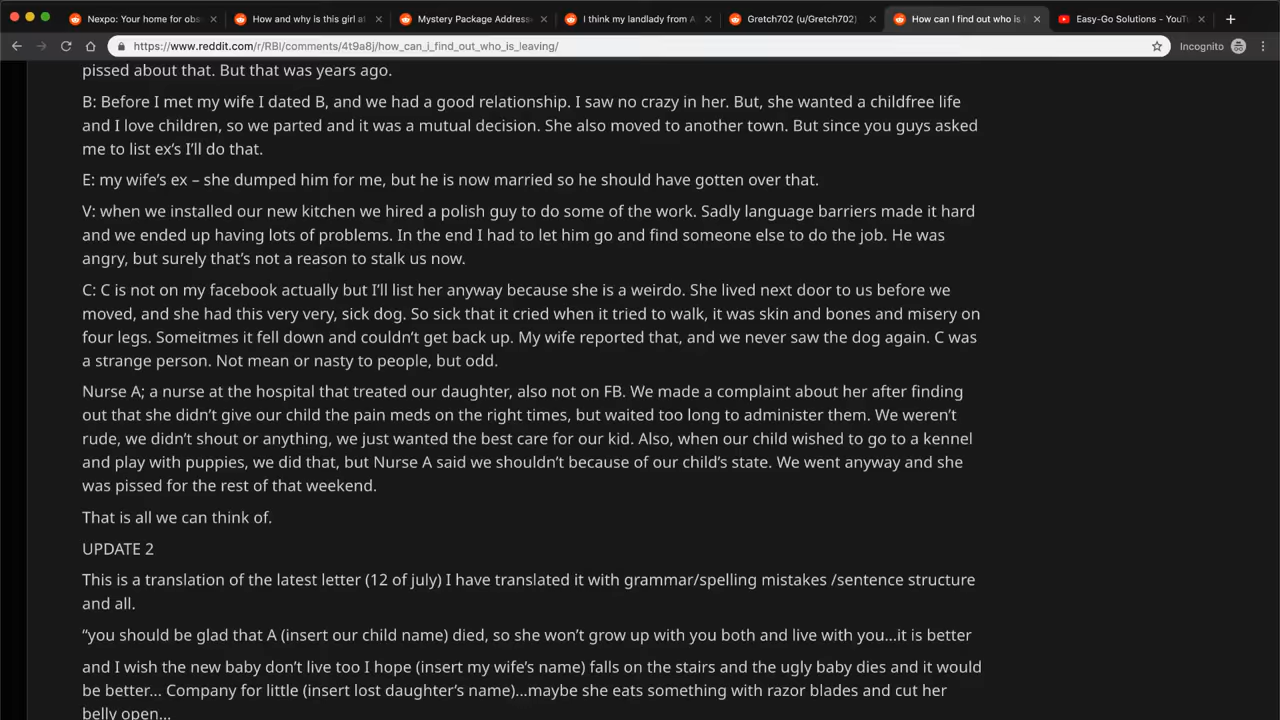 Nexpo: Your home for obs
How and why is this girl at
Mystery Package Address
I think my landlady from A
Gretch702 (u/Gretch702)
How can I find out who is
Easy-Go Solutions - YouT
https://www.reddit.com/r/RBI/comments/4t9a8j/how_can_i_find_out_who_is_leaving/
Incognito
pissed about that. But that was years ago.
B: Before I met my wife I dated B, and we had a good relationship. I saw no crazy in her. But, she wanted a childfree life
and I love children, so we parted and it was a mutual decision. She also moved to another town. But since you guys asked
me to list ex’s I’ll do that.
E: my wife’s ex – she dumped him for me, but he is now married so he should have gotten over that.
V: when we installed our new kitchen we hired a polish guy to do some of the work. Sadly language barriers made it hard
and we ended up having lots of problems. In the end I had to let him go and find someone else to do the job. He was
angry, but surely that’s not a reason to stalk us now.
C: C is not on my facebook actually but I’ll list her anyway because she is a weirdo. She lived next door to us before we
moved, and she had this very very, sick dog. So sick that it cried when it tried to walk, it was skin and bones and misery on
four legs. Someitmes it fell down and couldn’t get back up. My wife reported that, and we never saw the dog again. C was
a strange person. Not mean or nasty to people, but odd.
Nurse A; a nurse at the hospital that treated our daughter, also not on FB. We made a complaint about her after finding
out that she didn’t give our child the pain meds on the right times, but waited too long to administer them. We weren’t
rude, we didn’t shout or anything, we just wanted the best care for our kid. Also, when our child wished to go to a kennel
and play with puppies, we did that, but Nurse A said we shouldn’t because of our child’s state. We went anyway and she
was pissed for the rest of that weekend.
That is all we can think of.
UPDATE 2
This is a translation of the latest letter (12 of july) I have translated it with grammar/spelling mistakes /sentence structure
and all.
“you should be glad that A (insert our child name) died, so she won’t grow up with you both and live with you…it is better
and I wish the new baby don’t live too I hope (insert my wife’s name) falls on the stairs and the ugly baby dies and it would
be better… Company for little (insert lost daughter’s name)…maybe she eats something with razor blades and cut her
belly open…